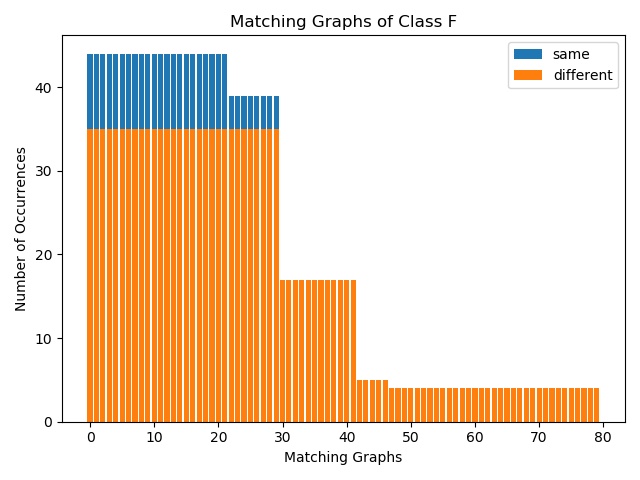 Matching Graphs of Class F
same
different
Number of Occurrences
40
30
20
10
0
0 10 20 30 40 50 60 70 80
Matching Graphs